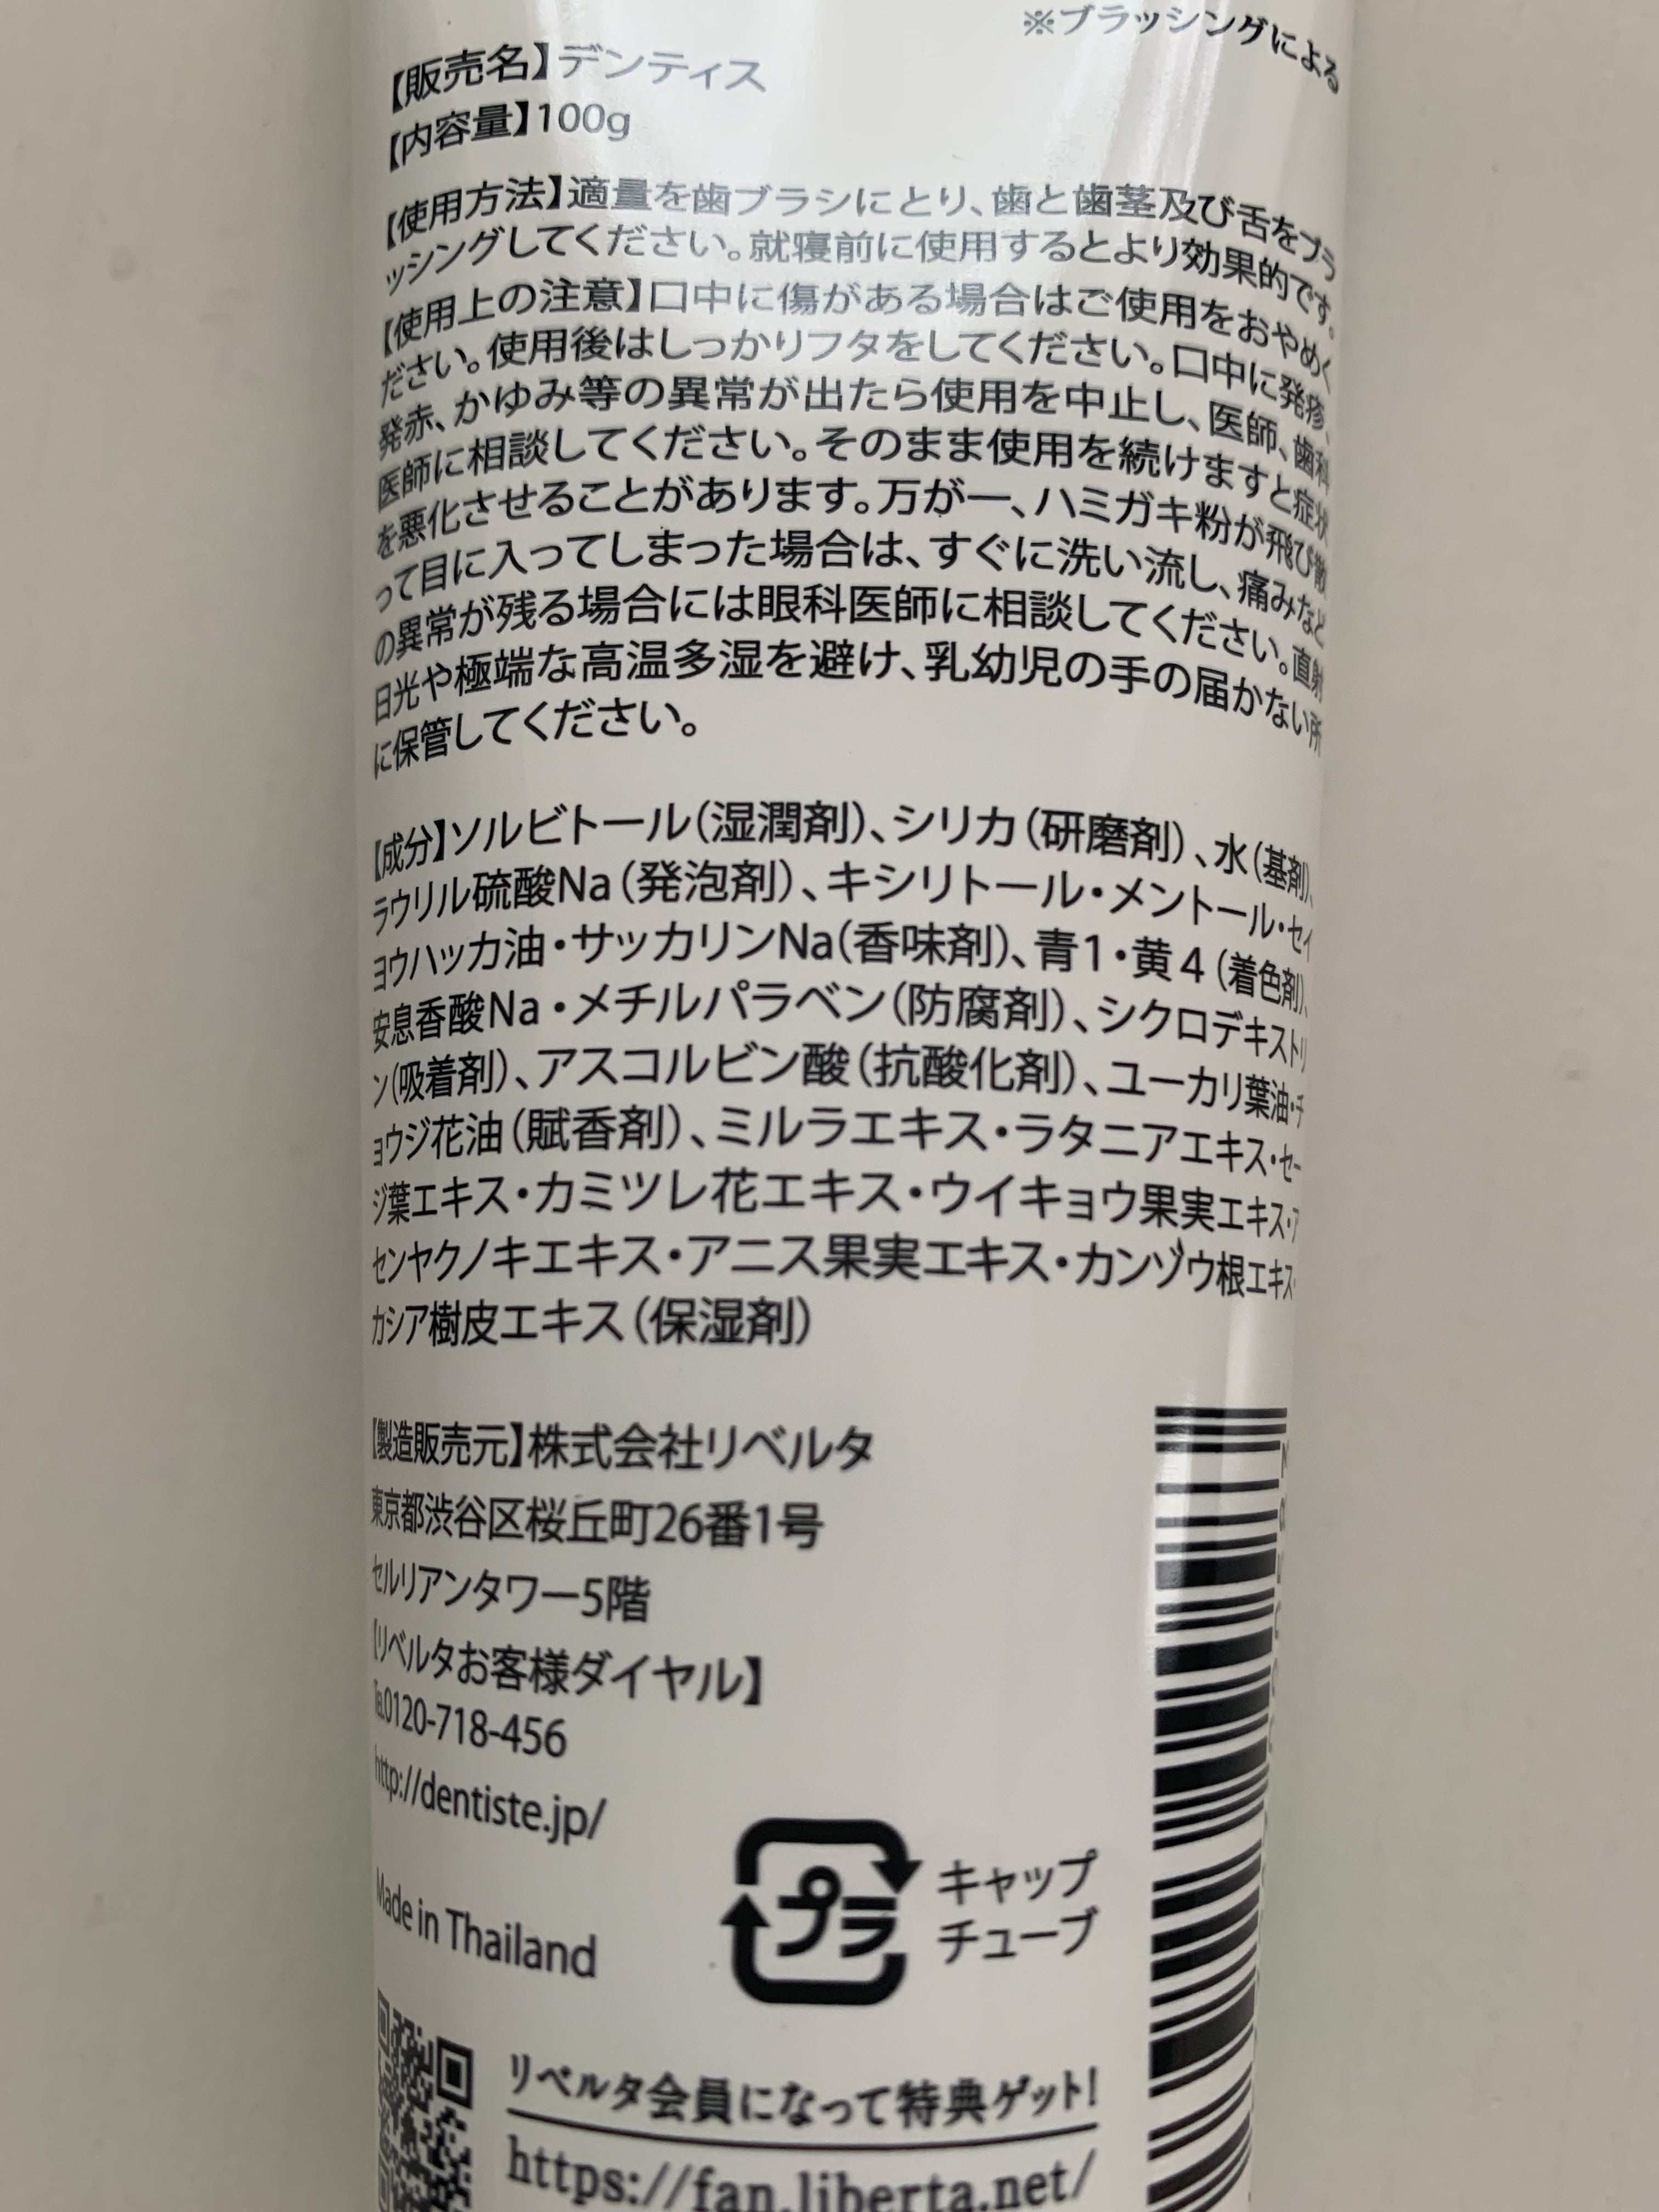 ※ブラッシングによる
【販売名】デンティス
【内容量】100g
【使用方法】適量を歯ブラシにとり、歯と歯茎及び舌をブラ
ッシングしてください。就寝前に使用するとより効果的です。
【使用上の注意】口中に傷がある場合はご使用をおやめく
ださい。使用後はしっかりフタをしてください。口中に発疹、
発赤、かゆみ等の異常が出たら使用を中止し、医師、歯科
医師に相談してください。そのまま使用を続けますと症状
を悪化させることがあります。万が一、ハミガキ粉が飛び散
って目に入ってしまった場合は、すぐに洗い流し、痛みなど
の異常が残る場合には眼科医師に相談してください。直射
日光や極端な高温多湿を避け、乳幼児の手の届かない所
に保管してください。
【成分】ソルビトール(湿潤剤)、シリカ(研磨剤)、水(基剤)、
ラウリル硫酸Na(発泡剤)、キシリトール・メントール・セイ
ヨウハッカ油・サッカリンNa(香味剤)、青1・黄4(着色剤)、
安息香酸Na・メチルパラベン(防腐剤)、シクロデキストリ
ン(吸着剤)、アスコルビン酸(抗酸化剤)、ユーカリ葉油・チ
ョウジ花油(賦香剤)、ミルラエキス・ラタニアエキス・セー
ジ葉エキス・カミツレ花エキス・ウイキョウ果実エキス・ア
センヤクノキエキス・アニス果実エキス・カンゾウ根エキス・
カシア樹皮エキス(保湿剤)
【製造販売元】株式会社リベルタ
東京都渋谷区桜丘町26番1号
セルリアンタワー5階
【リベルタお客様ダイヤル】
℡0120-718-456
http://dentiste.jp/
Made in Thailand
プラ
キャップ
チューブ
リベルタ会員になって特典ゲット!
https://fan.liberta.net/